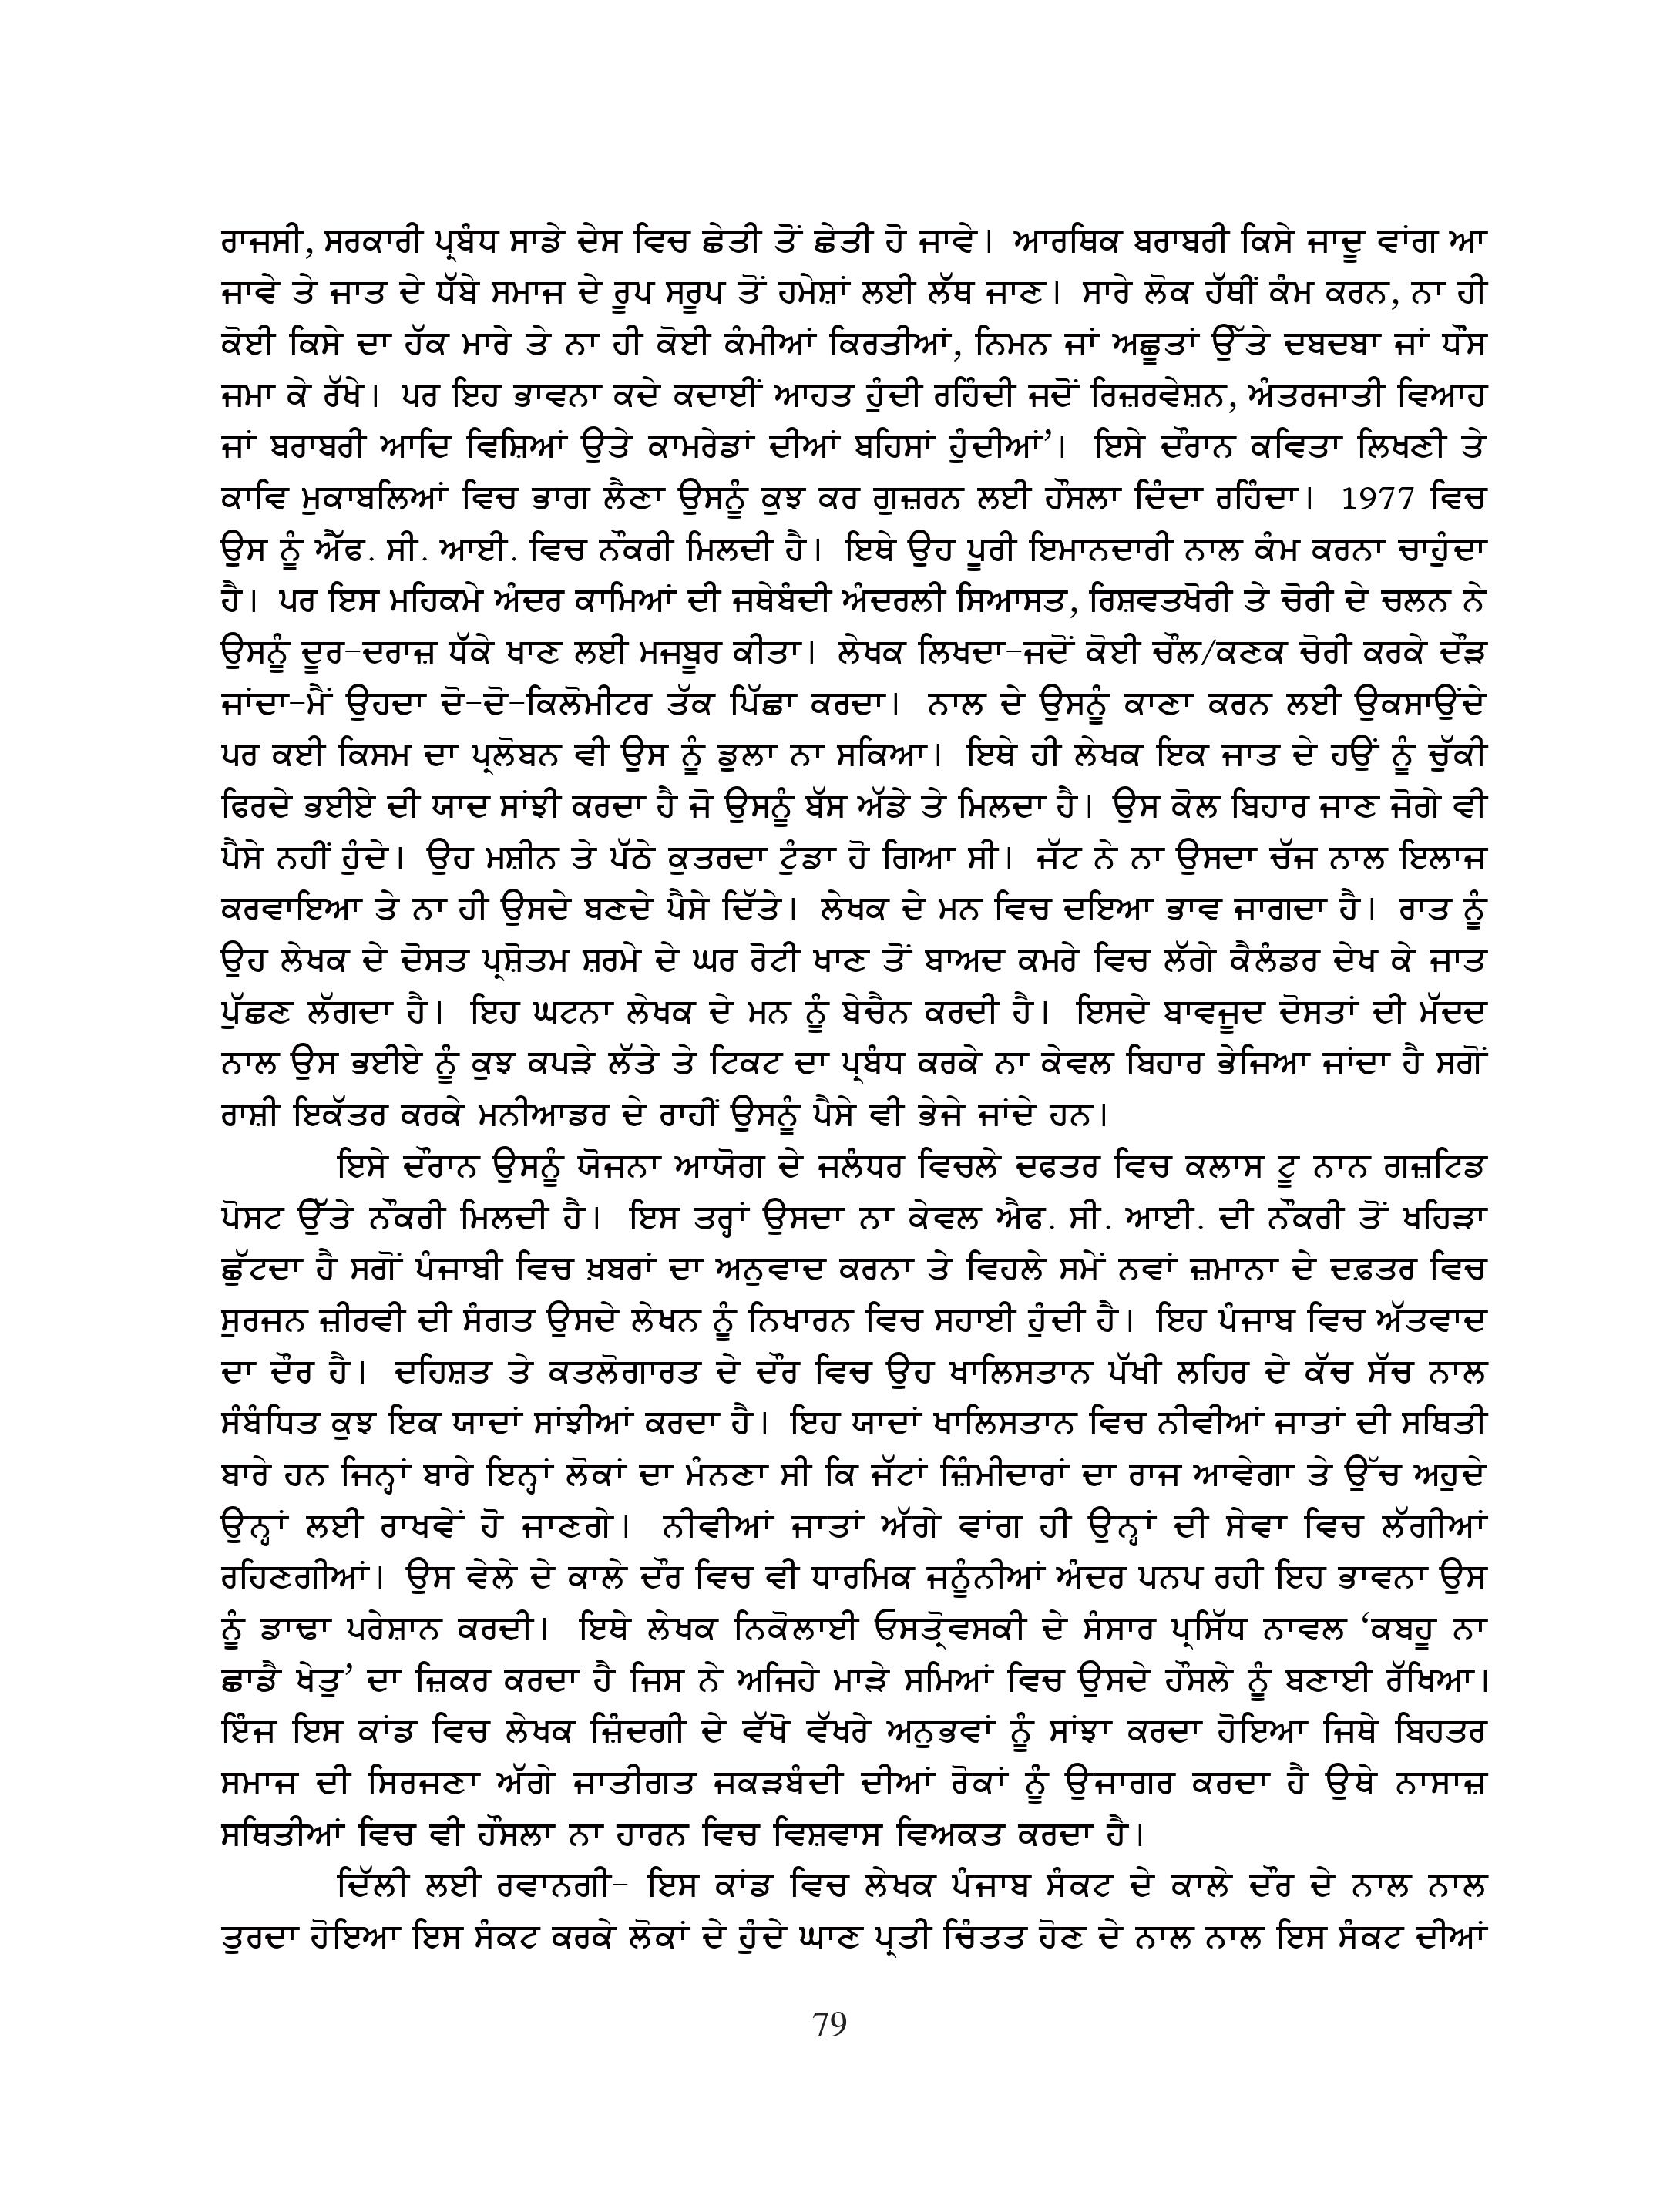 ਰਾਜਸੀ, ਸਰਕਾਰੀ ਪ੍ਰਬੰਧ ਸਾਡੇ ਦੇਸ ਵਿਚ ਛੇਤੀ ਤੋਂ ਛੇਤੀ ਹੋ ਜਾਵੇ। ਆਰਥਿਕ ਬਰਾਬਰੀ ਕਿਸੇ ਜਾਦੂ ਵਾਂਗ ਆ
ਜਾਵੇ ਤੇ ਜਾਤ ਦੇ ਧੱਬੇ ਸਮਾਜ ਦੇ ਰੂਪ ਸਰੂਪ ਤੋਂ ਹਮੇਸ਼ਾਂ ਲਈ ਲੱਥ ਜਾਣ। ਸਾਰੇ ਲੋਕ ਹੱਥੀਂ ਕੰਮ ਕਰਨ, ਨਾ ਹੀ
ਕੋਈ ਕਿਸੇ ਦਾ ਹੱਕ ਮਾਰੇ ਤੇ ਨਾ ਹੀ ਕੋਈ ਕੰਮੀਆਂ ਕਿਰਤੀਆਂ, ਨਿਮਨ ਜਾਂ ਅਛੂਤਾਂ ਉੱਤੇ ਦਬਦਬਾ ਜਾਂ ਧੌਂਸ
ਜਮਾ ਕੇ ਰੱਖੇ। ਪਰ ਇਹ ਭਾਵਨਾ ਕਦੇ ਕਦਾਈਂ ਆਹਤ ਹੁੰਦੀ ਰਹਿੰਦੀ ਜਦੋਂ ਰਿਜ਼ਰਵੇਸ਼ਨ, ਅੰਤਰਜਾਤੀ ਵਿਆਹ
ਜਾਂ ਬਰਾਬਰੀ ਆਦਿ ਵਿਸ਼ਿਆਂ ਉਤੇ ਕਾਮਰੇਡਾਂ ਦੀਆਂ ਬਹਿਸਾਂ ਹੁੰਦੀਆਂ’। ਇਸੇ ਦੌਰਾਨ ਕਵਿਤਾ ਲਿਖਣੀ ਤੇ
ਕਾਵਿ ਮੁਕਾਬਲਿਆਂ ਵਿਚ ਭਾਗ ਲੈਣਾ ਉਸਨੂੰ ਕੁਝ ਕਰ ਗੁਜ਼ਰਨ ਲਈ ਹੌਸਲਾ ਦਿੰਦਾ ਰਹਿੰਦਾ। 1977 ਵਿਚ
ਉਸ ਨੂੰ ਐੱਫ. ਸੀ. ਆਈ. ਵਿਚ ਨੌਕਰੀ ਮਿਲਦੀ ਹੈ। ਇਥੇ ਉਹ ਪੂਰੀ ਇਮਾਨਦਾਰੀ ਨਾਲ ਕੰਮ ਕਰਨਾ ਚਾਹੁੰਦਾ
ਹੈ। ਪਰ ਇਸ ਮਹਿਕਮੇ ਅੰਦਰ ਕਾਮਿਆਂ ਦੀ ਜਥੇਬੰਦੀ ਅੰਦਰਲੀ ਸਿਆਸਤ, ਰਿਸ਼ਵਤਖੋਰੀ ਤੇ ਚੋਰੀ ਦੇ ਚਲਨ ਨੇ
ਉਸਨੂੰ ਦੂਰ-ਦਰਾਜ਼ ਧੱਕੇ ਖਾਣ ਲਈ ਮਜਬੂਰ ਕੀਤਾ। ਲੇਖਕ ਲਿਖਦਾ-ਜਦੋਂ ਕੋਈ ਚੌਲ/ਕਣਕ ਚੋਰੀ ਕਰਕੇ ਦੌੜ
ਜਾਂਦਾ-ਮੈਂ ਉਹਦਾ ਦੋ-ਦੋ-ਕਿਲੋਮੀਟਰ ਤੱਕ ਪਿੱਛਾ ਕਰਦਾ। ਨਾਲ ਦੇ ਉਸਨੂੰ ਕਾਣਾ ਕਰਨ ਲਈ ਉਕਸਾਉਂਦੇ
ਪਰ ਕਈ ਕਿਸਮ ਦਾ ਪ੍ਰਲੋਬਨ ਵੀ ਉਸ ਨੂੰ ਡੁਲਾ ਨਾ ਸਕਿਆ। ਇਥੇ ਹੀ ਲੇਖਕ ਇਕ ਜਾਤ ਦੇ ਹਉਂ ਨੂੰ ਚੁੱਕੀ
ਫਿਰਦੇ ਭਈਏ ਦੀ ਯਾਦ ਸਾਂਝੀ ਕਰਦਾ ਹੈ ਜੋ ਉਸਨੂੰ ਬੱਸ ਅੱਡੇ ਤੇ ਮਿਲਦਾ ਹੈ। ਉਸ ਕੋਲ ਬਿਹਾਰ ਜਾਣ ਜੋਗੇ ਵੀ
ਪੈਸੇ ਨਹੀਂ ਹੁੰਦੇ। ਉਹ ਮਸ਼ੀਨ ਤੇ ਪੱਠੇ ਕੁਤਰਦਾ ਟੁੰਡਾ ਹੋ ਗਿਆ ਸੀ। ਜੱਟ ਨੇ ਨਾ ਉਸਦਾ ਚੱਜ ਨਾਲ ਇਲਾਜ
ਕਰਵਾਇਆ ਤੇ ਨਾ ਹੀ ਉਸਦੇ ਬਣਦੇ ਪੈਸੇ ਦਿੱਤੇ। ਲੇਖਕ ਦੇ ਮਨ ਵਿਚ ਦਇਆ ਭਾਵ ਜਾਗਦਾ ਹੈ। ਰਾਤ ਨੂੰ
ਉਹ ਲੇਖਕ ਦੇ ਦੋਸਤ ਪ੍ਰਸ਼ੋਤਮ ਸ਼ਰਮੇ ਦੇ ਘਰ ਰੋਟੀ ਖਾਣ ਤੋਂ ਬਾਅਦ ਕਮਰੇ ਵਿਚ ਲੱਗੇ ਕੈਲੰਡਰ ਦੇਖ ਕੇ ਜਾਤ
ਪੁੱਛਣ ਲੱਗਦਾ ਹੈ। ਇਹ ਘਟਨਾ ਲੇਖਕ ਦੇ ਮਨ ਨੂੰ ਬੇਚੈਨ ਕਰਦੀ ਹੈ। ਇਸਦੇ ਬਾਵਜੂਦ ਦੋਸਤਾਂ ਦੀ ਮੱਦਦ
ਨਾਲ ਉਸ ਭਈਏ ਨੂੰ ਕੁਝ ਕਪੜੇ ਲੱਤੇ ਤੇ ਟਿਕਟ ਦਾ ਪ੍ਰਬੰਧ ਕਰਕੇ ਨਾ ਕੇਵਲ ਬਿਹਾਰ ਭੇਜਿਆ ਜਾਂਦਾ ਹੈ ਸਗੋਂ
ਰਾਸ਼ੀ ਇਕੱਤਰ ਕਰਕੇ ਮਨੀਆਡਰ ਦੇ ਰਾਹੀਂ ਉਸਨੂੰ ਪੈਸੇ ਵੀ ਭੇਜੇ ਜਾਂਦੇ ਹਨ।
ਇਸੇ ਦੌਰਾਨ ਉਸਨੂੰ ਯੋਜਨਾ ਆਯੋਗ ਦੇ ਜਲੰਧਰ ਵਿਚਲੇ ਦਫਤਰ ਵਿਚ ਕਲਾਸ ਟੂ ਨਾਨ ਗਜ਼ਟਿਡ
ਪੋਸਟ ਉੱਤੇ ਨੌਕਰੀ ਮਿਲਦੀ ਹੈ। ਇਸ ਤਰ੍ਹਾਂ ਉਸਦਾ ਨਾ ਕੇਵਲ ਐਫ. ਸੀ. ਆਈ. ਦੀ ਨੌਕਰੀ ਤੋਂ ਖਹਿੜਾ
ਛੁੱਟਦਾ ਹੈ ਸਗੋਂ ਪੰਜਾਬੀ ਵਿਚ ਖ਼ਬਰਾਂ ਦਾ ਅਨੁਵਾਦ ਕਰਨਾ ਤੇ ਵਿਹਲੇ ਸਮੇਂ ਨਵਾਂ ਜ਼ਮਾਨਾ ਦੇ ਦਫ਼ਤਰ ਵਿਚ
ਸੁਰਜਨ ਜ਼ੀਰਵੀ ਦੀ ਸੰਗਤ ਉਸਦੇ ਲੇਖਨ ਨੂੰ ਨਿਖਾਰਨ ਵਿਚ ਸਹਾਈ ਹੁੰਦੀ ਹੈ। ਇਹ ਪੰਜਾਬ ਵਿਚ ਅੱਤਵਾਦ
ਦਾ ਦੌਰ ਹੈ। ਦਹਿਸ਼ਤ ਤੇ ਕਤਲੋਗਾਰਤ ਦੇ ਦੌਰ ਵਿਚ ਉਹ ਖਾਲਿਸਤਾਨ ਪੱਖੀ ਲਹਿਰ ਦੇ ਕੱਚ ਸੱਚ ਨਾਲ
ਸੰਬੰਧਿਤ ਕੁਝ ਇਕ ਯਾਦਾਂ ਸਾਂਝੀਆਂ ਕਰਦਾ ਹੈ। ਇਹ ਯਾਦਾਂ ਖਾਲਿਸਤਾਨ ਵਿਚ ਨੀਵੀਆਂ ਜਾਤਾਂ ਦੀ ਸਥਿਤੀ
ਬਾਰੇ ਹਨ ਜਿਨ੍ਹਾਂ ਬਾਰੇ ਇਨ੍ਹਾਂ ਲੋਕਾਂ ਦਾ ਮੰਨਣਾ ਸੀ ਕਿ ਜੱਟਾਂ ਜ਼ਿੰਮੀਦਾਰਾਂ ਦਾ ਰਾਜ ਆਵੇਗਾ ਤੇ ਉੱਚ ਅਹੁਦੇ
ਉਨ੍ਹਾਂ ਲਈ ਰਾਖਵੇਂ ਹੋ ਜਾਣਗੇ। ਨੀਵੀਆਂ ਜਾਤਾਂ ਅੱਗੇ ਵਾਂਗ ਹੀ ਉਨ੍ਹਾਂ ਦੀ ਸੇਵਾ ਵਿਚ ਲੱਗੀਆਂ
ਰਹਿਣਗੀਆਂ। ਉਸ ਵੇਲੇ ਦੇ ਕਾਲੇ ਦੌਰ ਵਿਚ ਵੀ ਧਾਰਮਿਕ ਜਨੂੰਨੀਆਂ ਅੰਦਰ ਪਨਪ ਰਹੀ ਇਹ ਭਾਵਨਾ ਉਸ
ਨੂੰ ਡਾਢਾ ਪਰੇਸ਼ਾਨ ਕਰਦੀ। ਇਥੇ ਲੇਖਕ ਨਿਕੋਲਾਈ ਓਸਤ੍ਰੋਵਸਕੀ ਦੇ ਸੰਸਾਰ ਪ੍ਰਸਿੱਧ ਨਾਵਲ ‘ਕਬਹੂ ਨਾ
ਛਾਡੈ ਖੇਤੁ’ ਦਾ ਜ਼ਿਕਰ ਕਰਦਾ ਹੈ ਜਿਸ ਨੇ ਅਜਿਹੇ ਮਾੜੇ ਸਮਿਆਂ ਵਿਚ ਉਸਦੇ ਹੌਸਲੇ ਨੂੰ ਬਣਾਈ ਰੱਖਿਆ।
ਇੰਜ ਇਸ ਕਾਂਡ ਵਿਚ ਲੇਖਕ ਜ਼ਿੰਦਗੀ ਦੇ ਵੱਖੋ ਵੱਖਰੇ ਅਨੁਭਵਾਂ ਨੂੰ ਸਾਂਝਾ ਕਰਦਾ ਹੋਇਆ ਜਿਥੇ ਬਿਹਤਰ
ਸਮਾਜ ਦੀ ਸਿਰਜਣਾ ਅੱਗੇ ਜਾਤੀਗਤ ਜਕੜਬੰਦੀ ਦੀਆਂ ਰੋਕਾਂ ਨੂੰ ਉਜਾਗਰ ਕਰਦਾ ਹੈ ਉਥੇ ਨਾਸਾਜ਼
ਸਥਿਤੀਆਂ ਵਿਚ ਵੀ ਹੌਸਲਾ ਨਾ ਹਾਰਨ ਵਿਚ ਵਿਸ਼ਵਾਸ ਵਿਅਕਤ ਕਰਦਾ ਹੈ।
ਦਿੱਲੀ ਲਈ ਰਵਾਨਗੀ- ਇਸ ਕਾਂਡ ਵਿਚ ਲੇਖਕ ਪੰਜਾਬ ਸੰਕਟ ਦੇ ਕਾਲੇ ਦੌਰ ਦੇ ਨਾਲ ਨਾਲ
ਤੁਰਦਾ ਹੋਇਆ ਇਸ ਸੰਕਟ ਕਰਕੇ ਲੋਕਾਂ ਦੇ ਹੁੰਦੇ ਘਾਣ ਪ੍ਰਤੀ ਚਿੰਤਤ ਹੋਣ ਦੇ ਨਾਲ ਨਾਲ ਇਸ ਸੰਕਟ ਦੀਆਂ
79